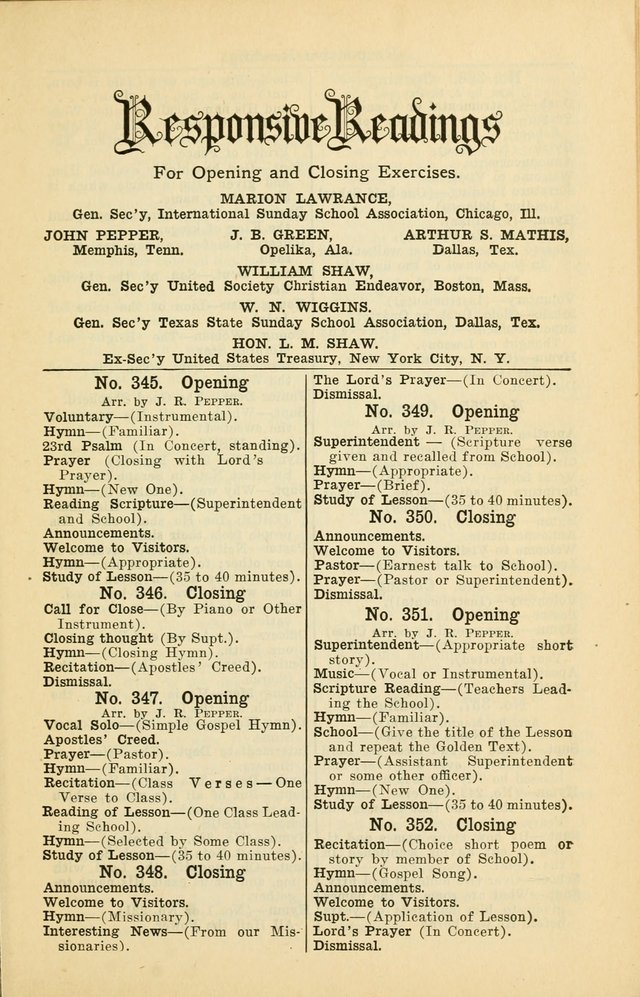 Responsive Readings
For Opening and Closing Exercises.
MARION LAWRANCE,
Gen. Sec'y, International Sunday School Association, Chicago, Ill.
JOHN PEPPER, J. B. GREEN, ARTHUR S. MATHIS,
Memphis, Tenn. Opelika, Ala. Dallas, Tex.
WILLIAM SHAW,
Gen. Sec'y United Society Christian Endeavor, Boston, Mass.
W. N. WIGGINS.
Gen. Sec'y Texas State Sunday School Association, Dallas, Tex.
HON. L. M. SHAW.
Ex-Sec'y United States Treasury, New York City, N. Y.
No. 345. Opening
Arr. by J. R. PEPPER.
Voluntary—(Instrumental).
Hymn—(Familiar).
23rd Psalm (In Concert, standing).
Prayer (Closing with Lord's
Prayer).
Hymn—(New One).
Reading Scripture—(Superintendent
and School).
Announcements.
Welcome to Visitors.
Hymn—(Appropriate).
Study of Lesson—(35 to 40 minutes).
No. 346. Closing
Call for Close—(By Piano or Other
Instrument).
Closing thought (By Supt.).
Hymn—(Closing Hymn).
Recitation—(Apostles' Creed).
Dismissal.
No. 347. Opening
Arr. by J. R. PEPPER.
Vocal Solo—(Simple Gospel Hymn).
Apostles' Creed.
Prayer—(Pastor).
Hymn—(Familiar).
Recitation—(Class Verses—One
Verse to Class).
Reading of Lesson—(One Class Lead-
ing School).
Hymn—(Selected by Some Class).
Study of Lesson—(35 to 40 minutes).
No. 348. Closing
Announcements.
Welcome to Visitors.
Hymn—(Missionary).
Interesting News—(From our Mis-
sionaries).
The Lord's Prayer—(In Concert).
Dismissal.
No. 349. Opening
Arr. by J. R. PEPPER.
Superintendent — (Scripture verse
given and recalled from School).
Hymn—(Appropriate).
Prayer—(Brief).
Study of Lesson—(35 to 40 minutes).
No. 350. Closing
Announcements.
Welcome to Visitors.
Pastor—(Earnest talk to School).
Prayer—(Pastor or Superintendent).
Dismissal.
No. 351. Opening
Arr. by J. R. PEPPER.
Superintendent—(Appropriate short
story).
Music—(Vocal or Instrumental).
Scripture Reading—(Teachers Lead-
ing the School).
Hymn—(Familiar).
School—(Give the title of the Lesson
and repeat the Golden Text).
Prayer—(Assistant Superintendent
or some other officer).
Hymn—(New One).
Study of Lesson—(35 to 40 minutes).
No. 352. Closing
Recitation—(Choice short poem or
story by member of School).
Hymn—(Gospel Song).
Announcements.
Welcome to Visitors.
Supt.—(Application of Lesson).
Lord's Prayer (In Concert).
Dismissal.